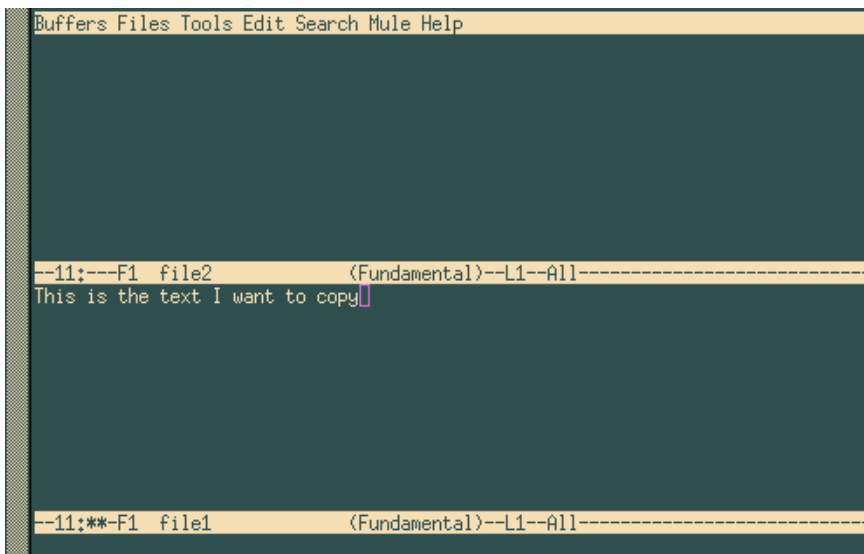 Buffers Files Tools Edit Search Mule Help
--11:---F1  file2                (Fundamental)--L1--All---------------------------
This is the text I want to copy
--11:**-F1  file1                (Fundamental)--L1--All---------------------------